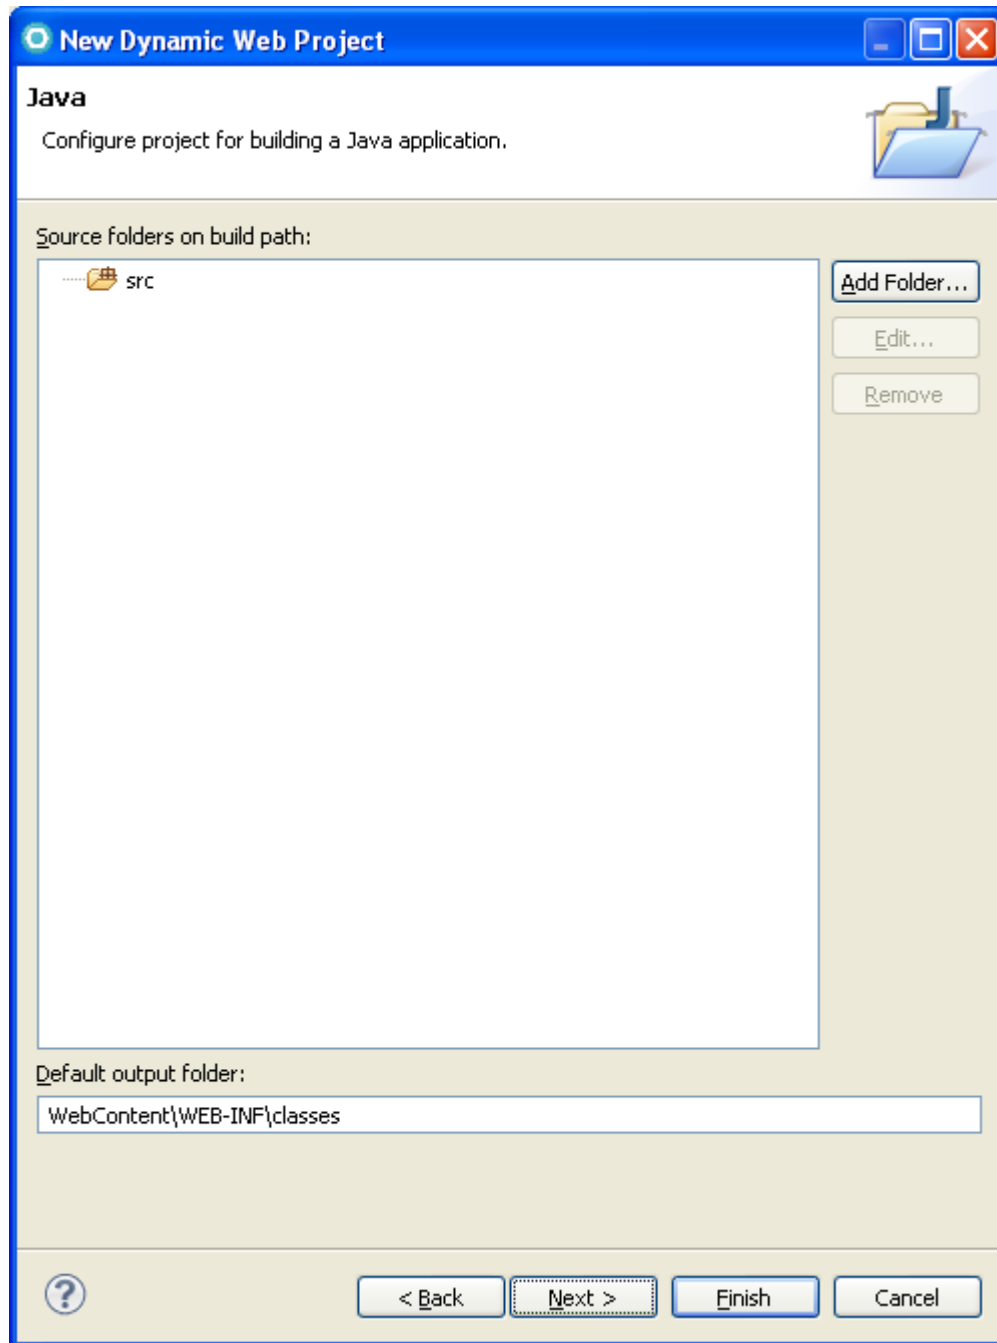 New Dynamic Web Project
Java
Configure project for building a Java application.
Source folders on build path:
src
Add Folder...
Edit...
Remove
Default output folder:
WebContent\WEB-INF\classes
?
< Back
Next >
Finish
Cancel